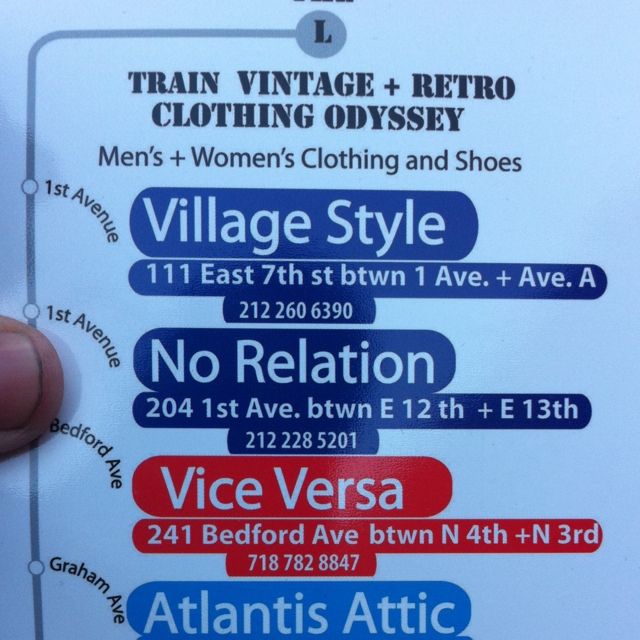 L
TRAIN VINTAGE + RETRO
CLOTHING ODYSSEY
Men's + Women's Clothing and Shoes
1st Avenue
Village Style
111 East 7th st btwn 1 Ave. + Ave. A
212 260 6390
1st Avenue
No Relation
204 1st Ave. btwn E 12 th + E 13th
212 228 5201
Bedford Ave
Vice Versa
241 Bedford Ave btwn N 4th +N 3rd
718 782 8847
Graham Ave
Atlantis Attic